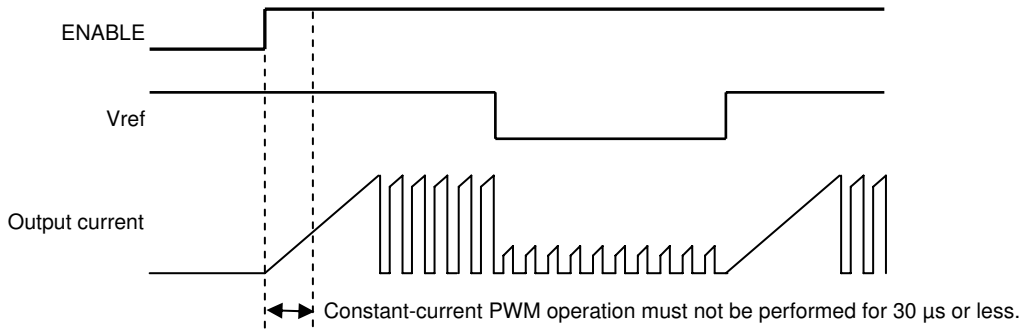 ENABLE
Vref
Output current
Constant-current PWM operation must not be performed for 30 µs or less.